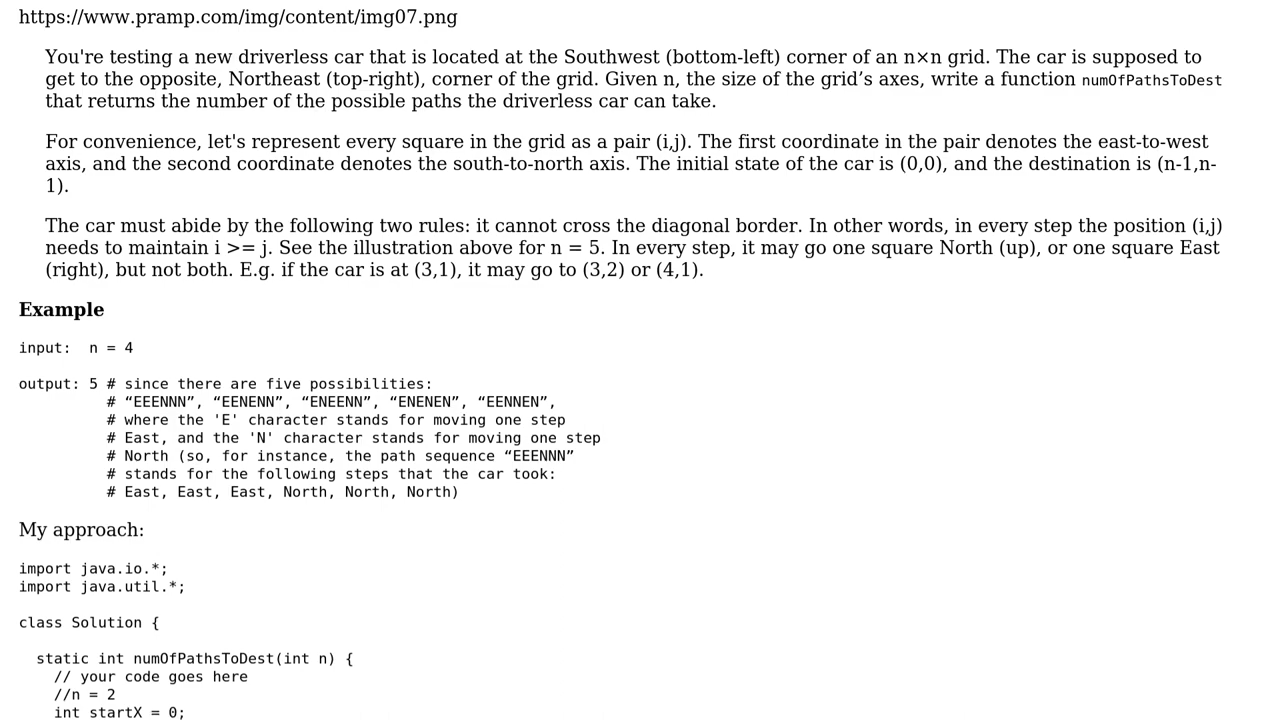 https://www.pramp.com/img/content/img07.png
You're testing a new driverless car that is located at the Southwest (bottom-left) corner of an n×n grid. The car is supposed to
get to the opposite, Northeast (top-right), corner of the grid. Given n, the size of the grid’s axes, write a function numOfPathsToDest
that returns the number of the possible paths the driverless car can take.
For convenience, let's represent every square in the grid as a pair (i,j). The first coordinate in the pair denotes the east-to-west
axis, and the second coordinate denotes the south-to-north axis. The initial state of the car is (0,0), and the destination is (n-1,n-
1).
The car must abide by the following two rules: it cannot cross the diagonal border. In other words, in every step the position (i,j)
needs to maintain i >= j. See the illustration above for n = 5. In every step, it may go one square North (up), or one square East
(right), but not both. E.g. if the car is at (3,1), it may go to (3,2) or (4,1).
Example
input:  n = 4
output: 5 # since there are five possibilities:
          # “EEENNN”, “EENENN”, “ENEENN”, “ENENEN”, “EENNEN”,
          # where the 'E' character stands for moving one step
          # East, and the 'N' character stands for moving one step
          # North (so, for instance, the path sequence “EEENNN”
          # stands for the following steps that the car took:
          # East, East, East, North, North, North)
My approach:
import java.io.*;
import java.util.*;
class Solution {
  static int numOfPathsToDest(int n) {
    // your code goes here
    //n = 2
    int startX = 0;